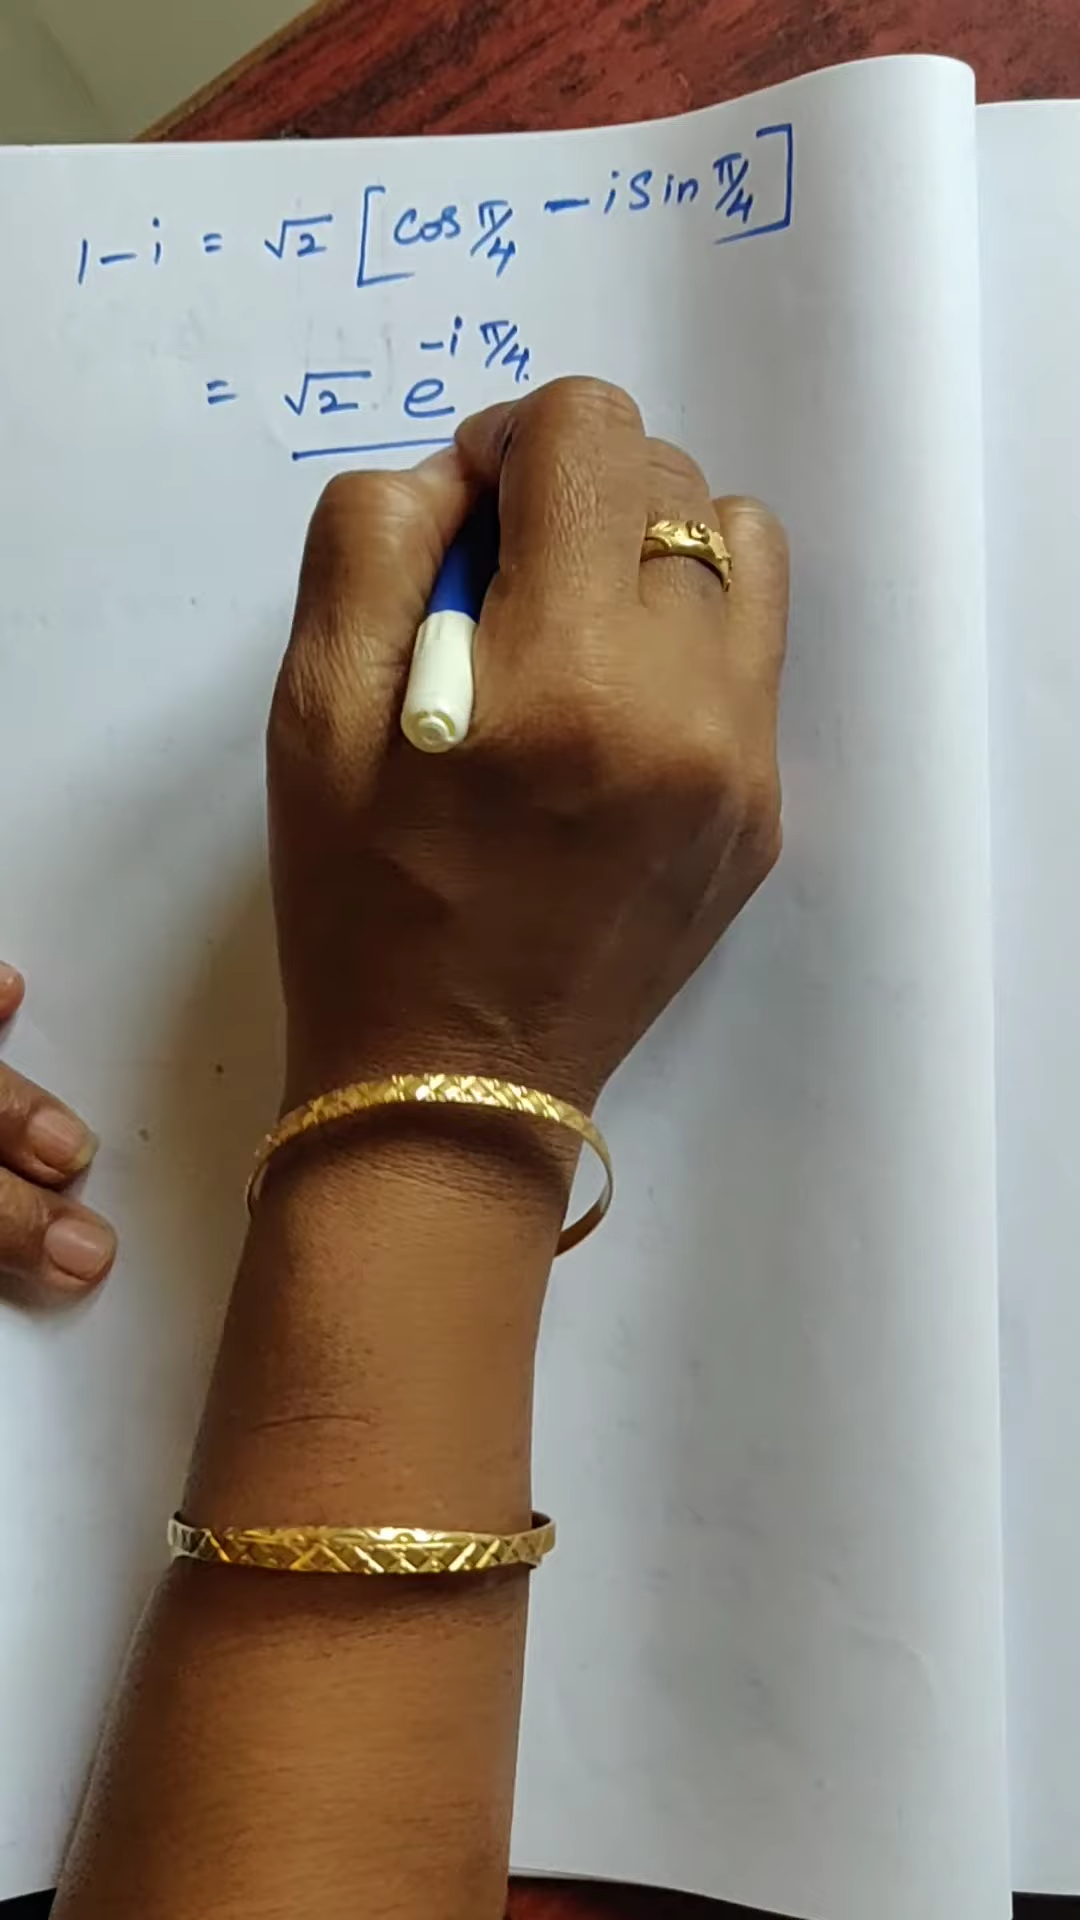 1-i = √2 [cos π/4 - i sin π/4]
= √2 e^{-i π/4}